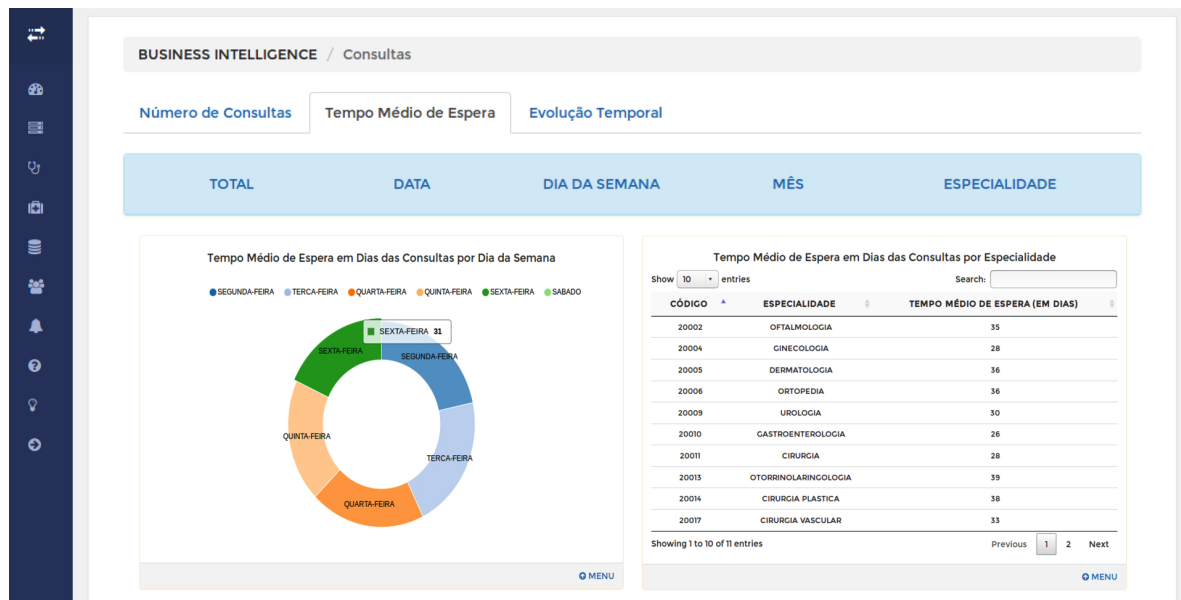 BUSINESS INTELLIGENCE / Consultas
Número de Consultas Tempo Médio de Espera Evolução Temporal
TOTAL DATA DIA DA SEMANA MÊS ESPECIALIDADE
Tempo Médio de Espera em Dias das Consultas por Dia da Semana
SEGUNDA-FEIRA TERCA-FEIRA QUARTA-FEIRA QUINTA-FEIRA SEXTA-FEIRA SABADO
SEXTA-FEIRA 31
SEXTA-FEIRA
SEGUNDA-FEIRA
QUINTA-FEIRA
TERCA-FEIRA
QUARTA-FEIRA
MENU
Tempo Médio de Espera em Dias das Consultas por Especialidade
Show 10 entries Search:
CÓDIGO ESPECIALIDADE TEMPO MÉDIO DE ESPERA (EM DIAS)
20002 OFTALMOLOGIA 35
20004 GINECOLOGIA 28
20005 DERMATOLOGIA 36
20006 ORTOPEDIA 36
20009 UROLOGIA 30
20010 GASTROENTEROLOGIA 26
20011 CIRURGIA 28
20013 OTORRINOLARINGOLOGIA 39
20014 CIRURGIA PLASTICA 38
20017 CIRURGIA VASCULAR 33
Showing 1 to 10 of 11 entries Previous 1 2 Next
MENU